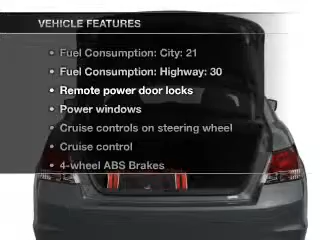 VEHICLE FEATURES
• Fuel Consumption: City: 21
• Fuel Consumption: Highway: 30
• Remote power door locks
• Power windows
• Cruise controls on steering wheel
• Cruise control
• 4-wheel ABS Brakes